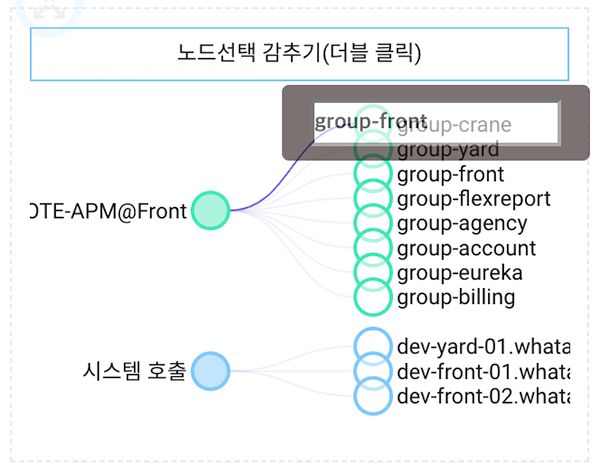 노드선택 감추기(더블 클릭)
group-front
group-crane
group-yard
group-front
OTE-APM@Front
group-flexreport
group-agency
group-account
group-eureka
group-billing
dev-yard-01.whata
시스템 호출
dev-front-01.whata
dev-front-02.whata